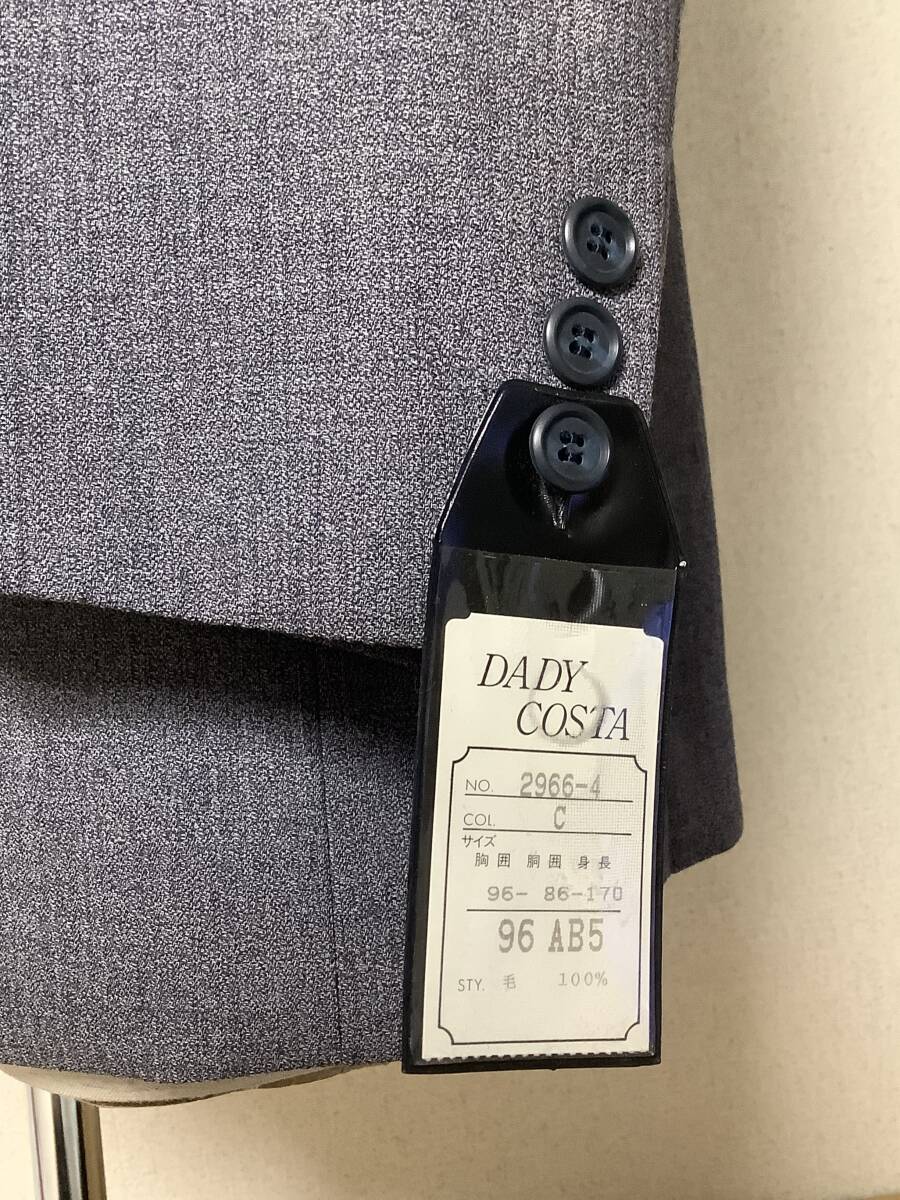 DADY
COSTA
NO. 2966-4
COL. C
サイズ
胸囲 胴囲 身長
96- 86-170
96 AB5
STY. 毛 100%